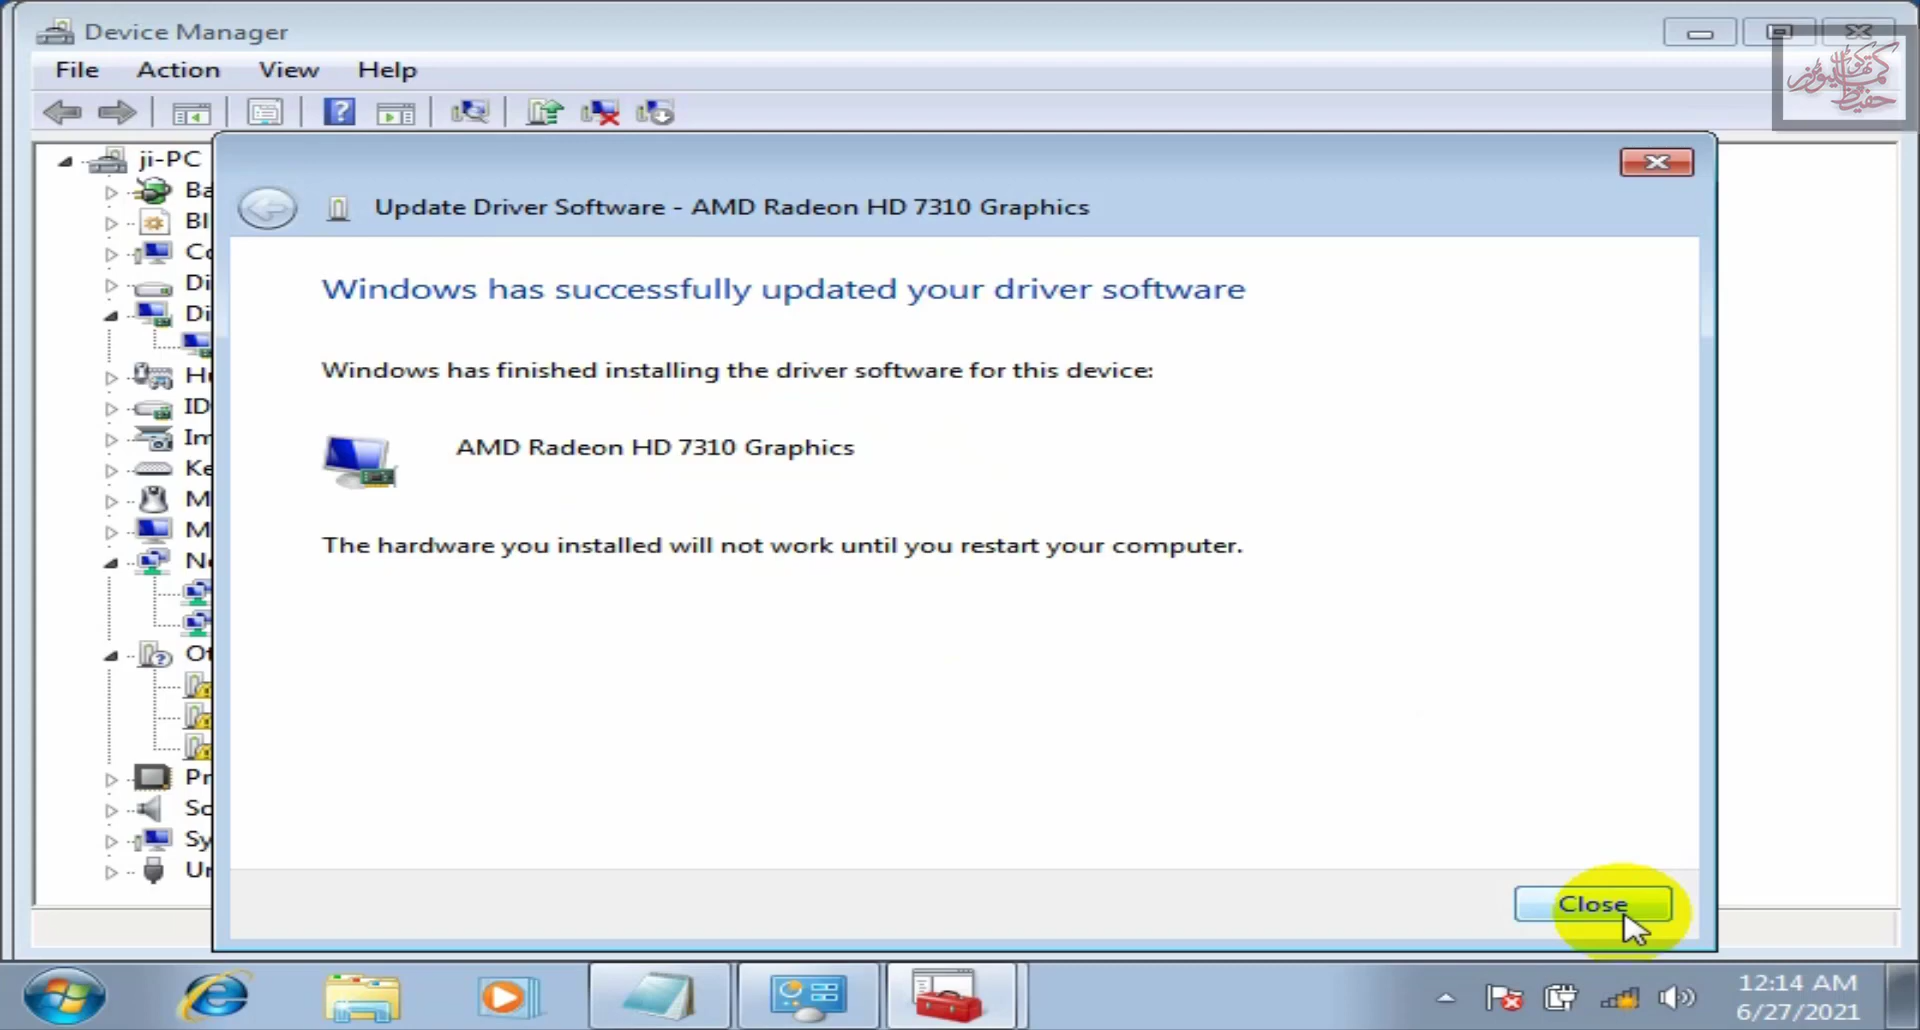 Device Manager
File Action View Help
ji-PC
Update Driver Software - AMD Radeon HD 7310 Graphics
Windows has successfully updated your driver software
Windows has finished installing the driver software for this device:
AMD Radeon HD 7310 Graphics
The hardware you installed will not work until you restart your computer.
Close
12:14 AM
6/27/2021